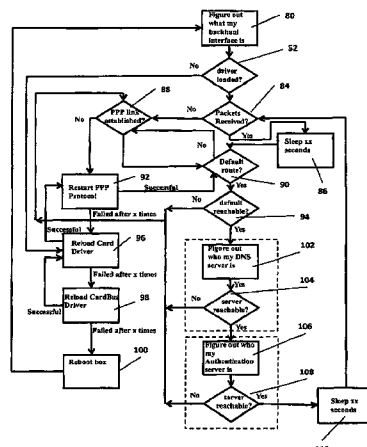 Figure out
what my
backhaul
interface is
80
82
driver
loaded?
No
88
84
PPP link
established?
No
Packets
Received?
Yes
No
Sleep xx
seconds
86
No
Default
route?
90
Yes
92
Restart PPP
Protocol
Successful
Failed after x times
Successful
default
reachable?
94
Yes
96
Reload Card
Driver
Failed after x times
Successful
Figure out
who my DNS
server is
102
104
98
Reload CardBus
Driver
Failed after x times
No
server
reachable?
Yes
106
Reboot box
100
Figure out who
my
Authentication
server is
108
No
server
reachable?
Yes
Sleep xx
seconds